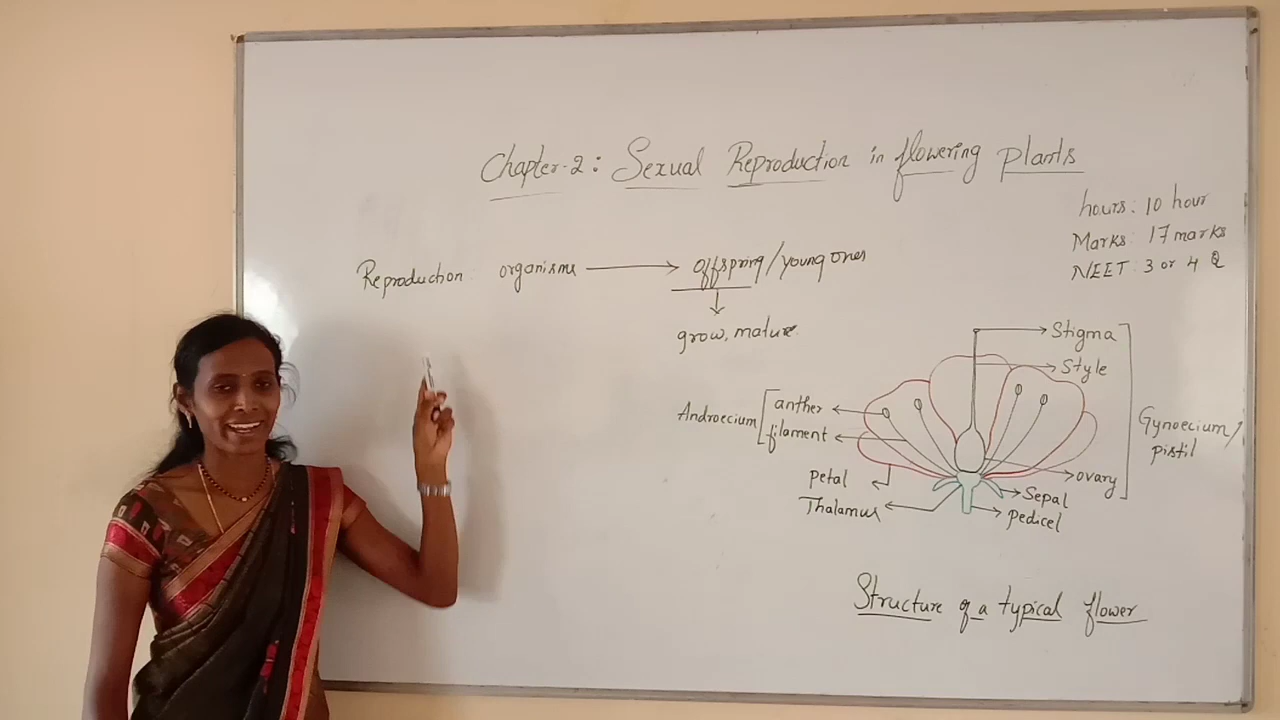 Chapter-2: Sexual Reproduction in flowering plants
hours: 10 hour
Marks: 17 marks
NEET: 3 or 4 Q
Reproduction: organisms → offspring/young ones
↓
grow, mature
Stigma
Style
Androecium
anther
filament
Gynoecium/
pistil
petal
ovary
Thalamus
Sepal
pedicel
Structure of a typical flower